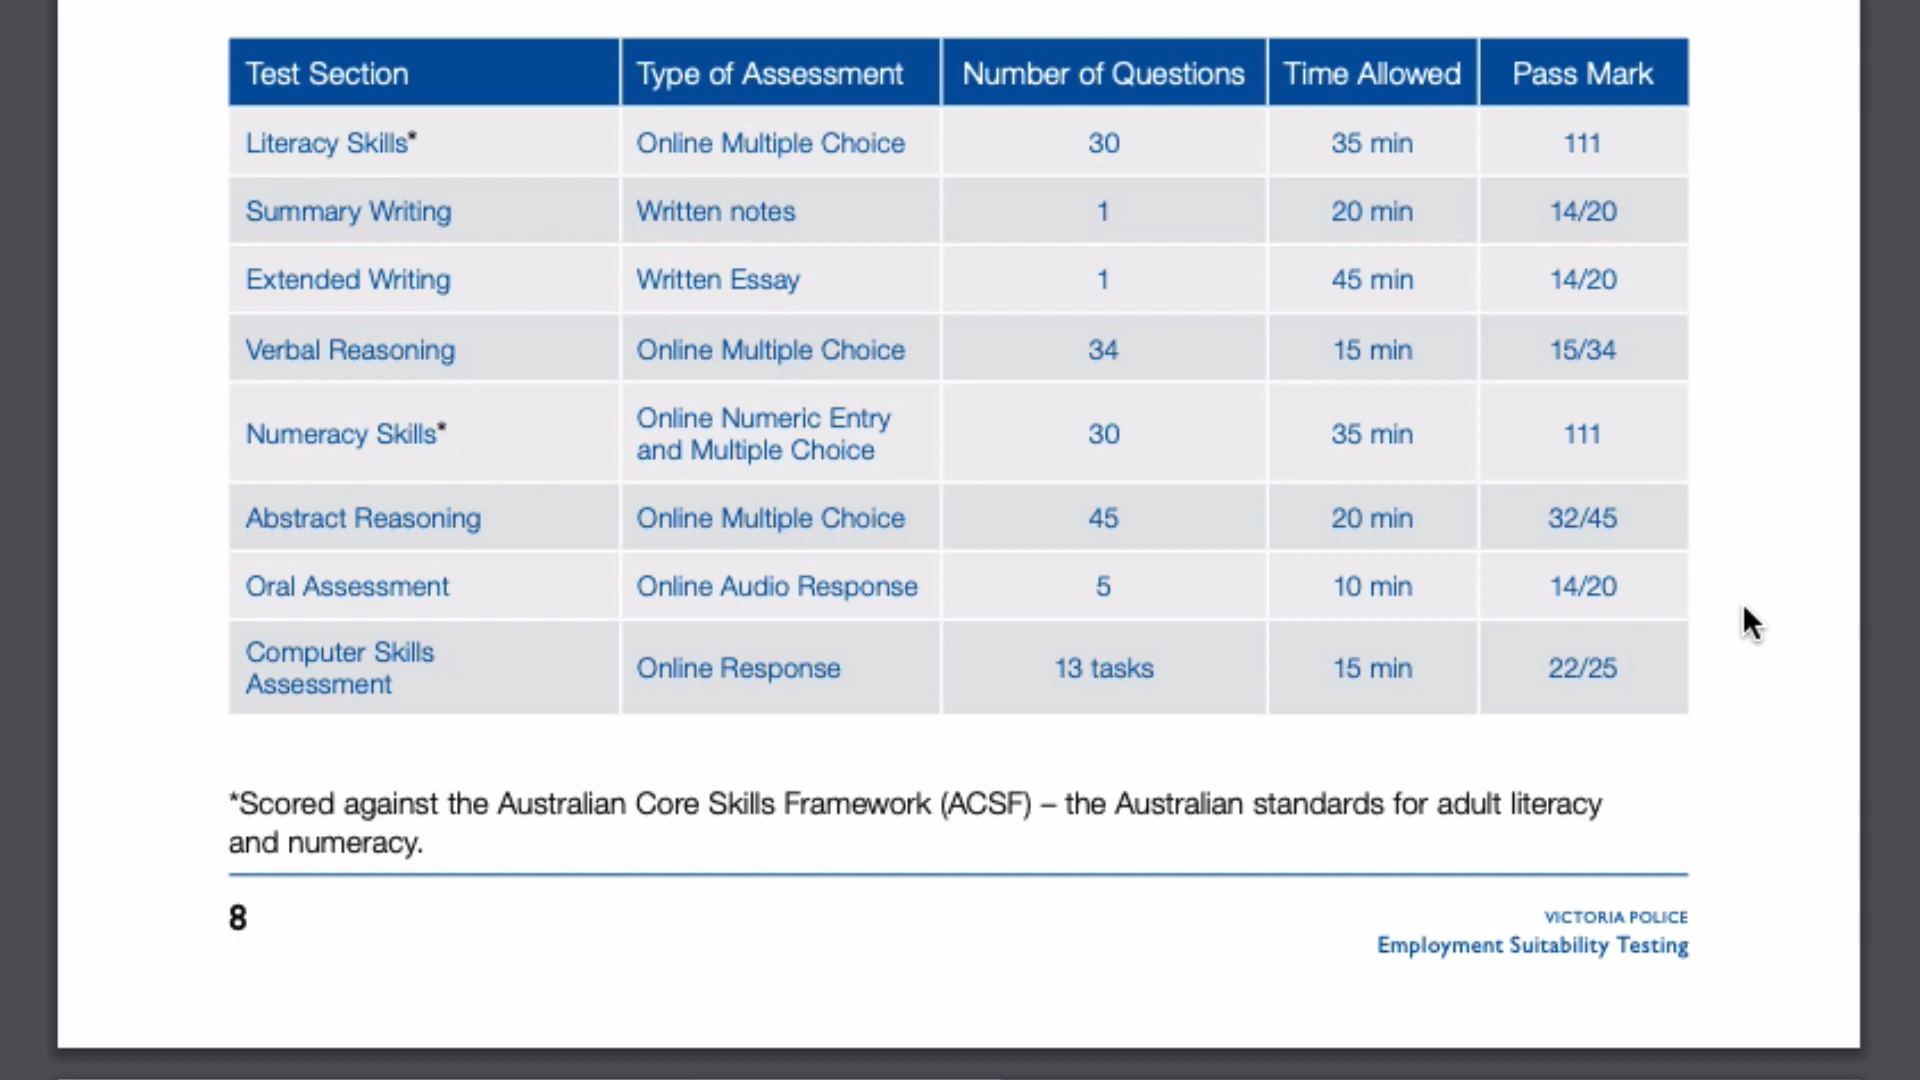 Test Section Type of Assessment Number of Questions Time Allowed Pass Mark
Literacy Skills* Online Multiple Choice 30 35 min 111
Summary Writing Written notes 1 20 min 14/20
Extended Writing Written Essay 1 45 min 14/20
Verbal Reasoning Online Multiple Choice 34 15 min 15/34
Numeracy Skills* Online Numeric Entry
and Multiple Choice 30 35 min 111
Abstract Reasoning Online Multiple Choice 45 20 min 32/45
Oral Assessment Online Audio Response 5 10 min 14/20
Computer Skills
Assessment Online Response 13 tasks 15 min 22/25
*Scored against the Australian Core Skills Framework (ACSF) – the Australian standards for adult literacy
and numeracy.
8
VICTORIA POLICE
Employment Suitability Testing